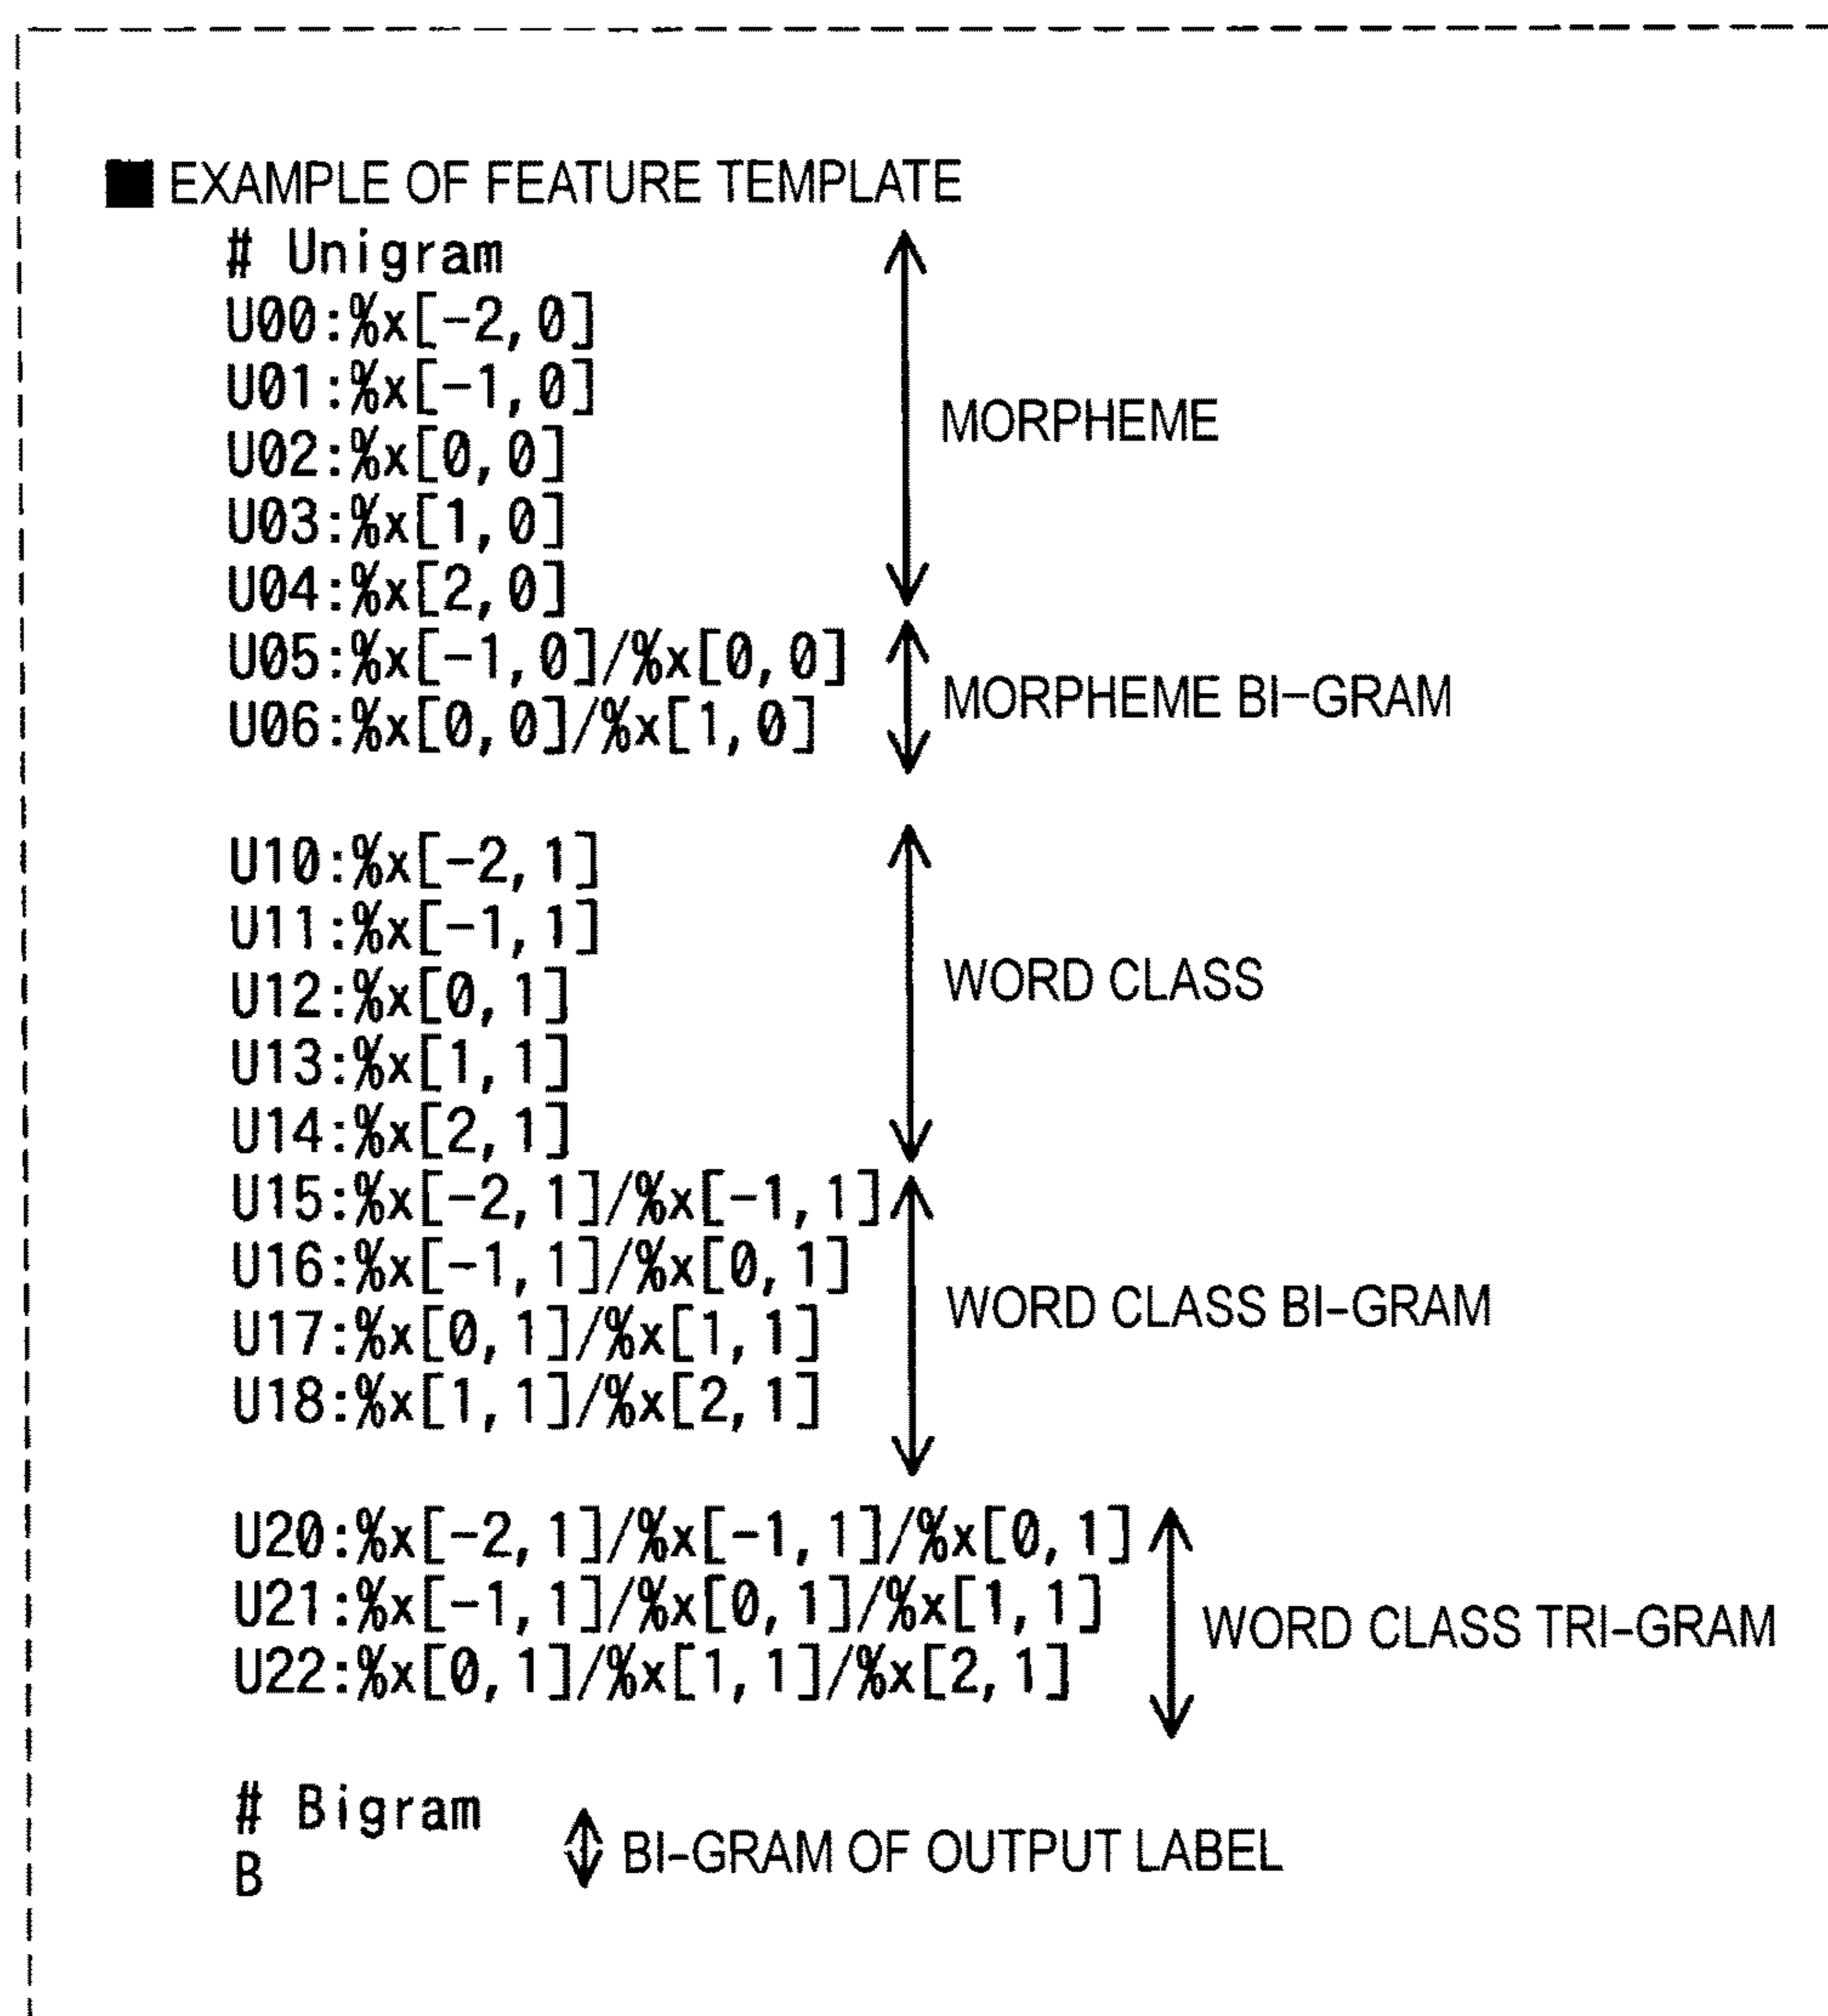 ■ EXAMPLE OF FEATURE TEMPLATE
# Unigram
U00:%x[-2,0]
U01:%x[-1,0]
U02:%x[0,0]
U03:%x[1,0]
U04:%x[2,0]
MORPHEME
U05:%x[-1,0]/%x[0,0]
U06:%x[0,0]/%x[1,0]
MORPHEME BI-GRAM
U10:%x[-2,1]
U11:%x[-1,1]
U12:%x[0,1]
U13:%x[1,1]
U14:%x[2,1]
WORD CLASS
U15:%x[-2,1]/%x[-1,1]
U16:%x[-1,1]/%x[0,1]
U17:%x[0,1]/%x[1,1]
U18:%x[1,1]/%x[2,1]
WORD CLASS BI-GRAM
U20:%x[-2,1]/%x[-1,1]/%x[0,1]
U21:%x[-1,1]/%x[0,1]/%x[1,1]
U22:%x[0,1]/%x[1,1]/%x[2,1]
WORD CLASS TRI-GRAM
# Bigram
B
BI-GRAM OF OUTPUT LABEL